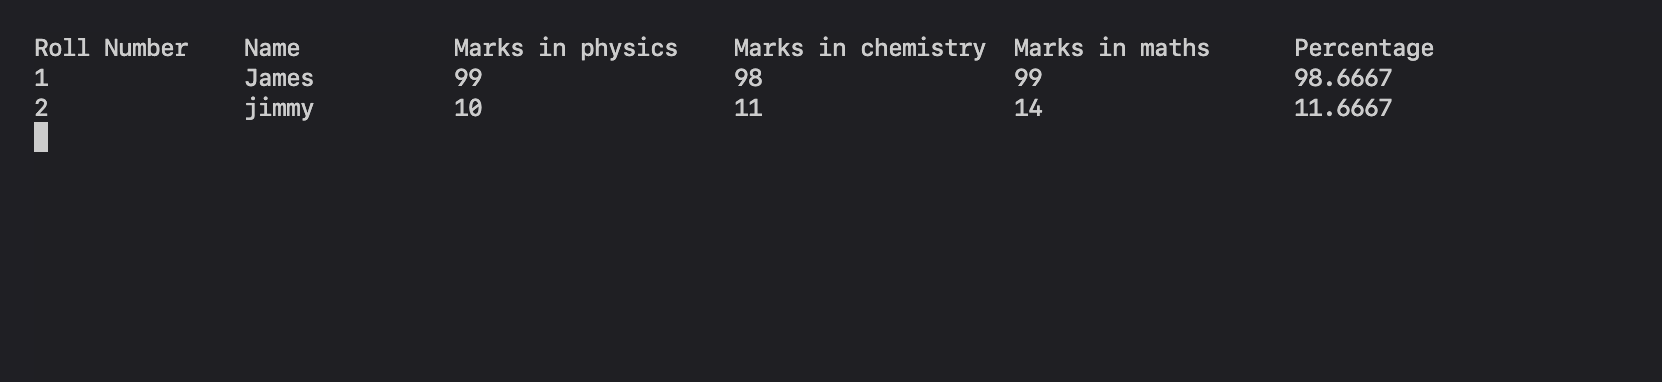 Roll Number    Name           Marks in physics    Marks in chemistry  Marks in maths      Percentage
1              James          99                  98                  99                  98.6667
2              jimmy          10                  11                  14                  11.6667